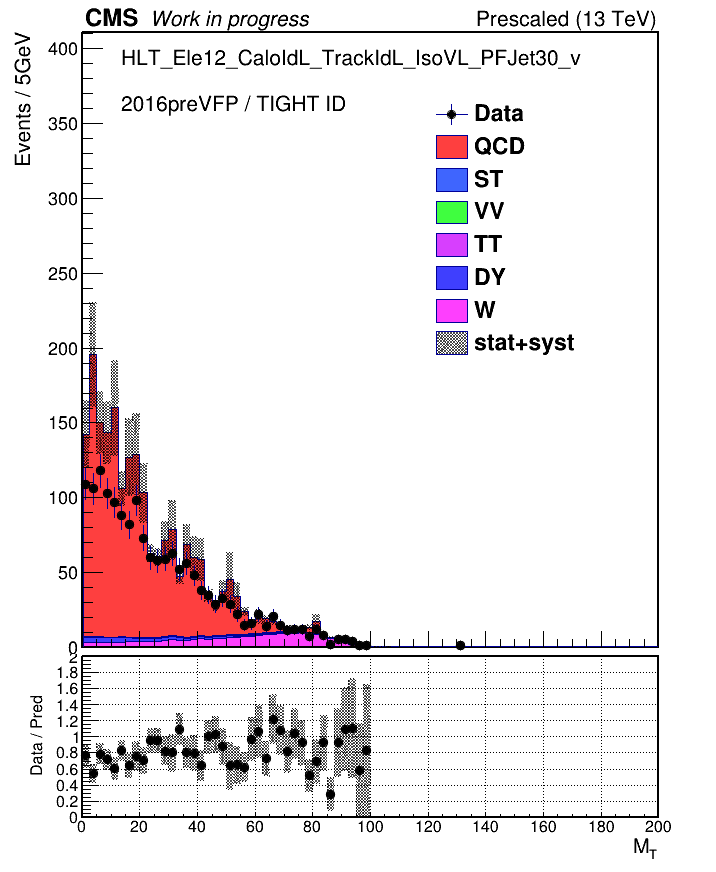 CMS Work in progress Prescaled (13 TeV)
HLT_Ele12_CaloIdL_TrackIdL_IsoVL_PFJet30_v
2016preVFP / TIGHT ID
Events / 5GeV
400
350
300
250
200
150
100
50
0
Data
QCD
ST
VV
TT
DY
W
stat+syst
Data / Pred
2
1.8
1.6
1.4
1.2
1
0.8
0.6
0.4
0.2
0
0 20 40 60 80 100 120 140 160 180 200
M_T